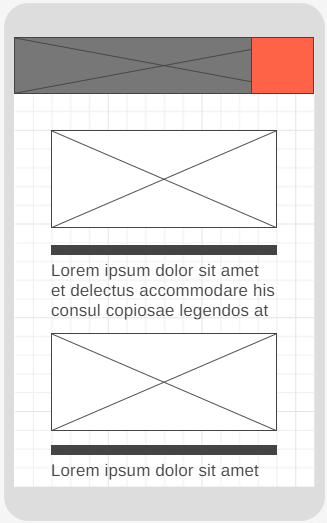 Lorem ipsum dolor sit amet
et delectus accommodare his
consul copiosae legendos at
Lorem ipsum dolor sit amet